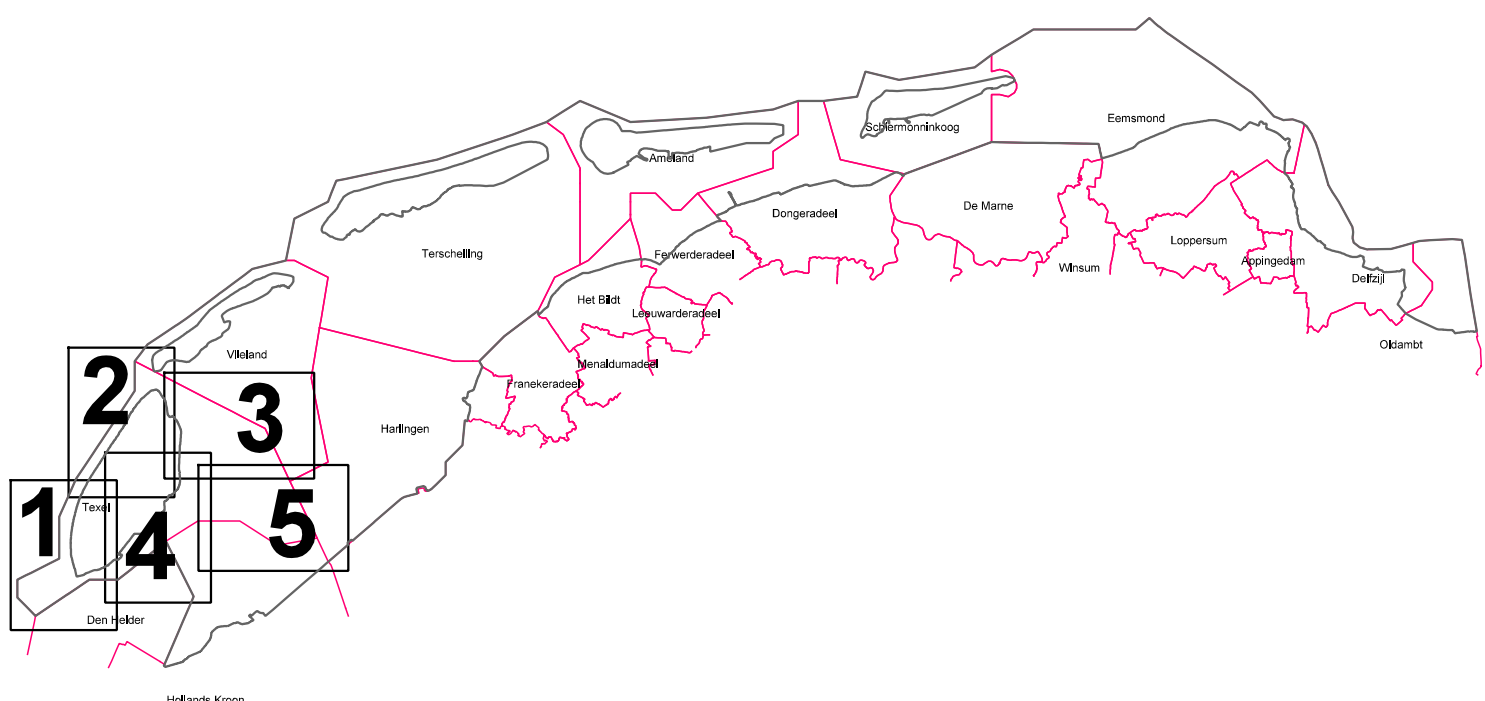 Eemsmond
Schiermonninkoog
Ameland
De Marne
Dongeradeel
Loppersum
Terschelling
Ferwerderadeel
Appingedam
Winsum
Delfzijl
Het Bildt
Leeuwarderadeel
Oldambt
Vlieland
Menaldumadeel
Franekeradeel
2
3
Harlingen
Texel
1
4
5
Den Helder
Hollands Kroon